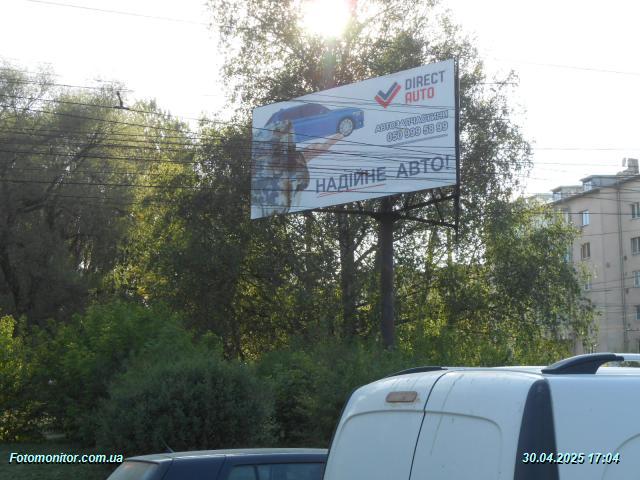 DIRECT
AUTO
АВТОЗАПЧАСТИНИ
050 999 58 99
НАДІЙНЕ АВТО!
Fotomonitor.com.ua
30.04.2025 17:04